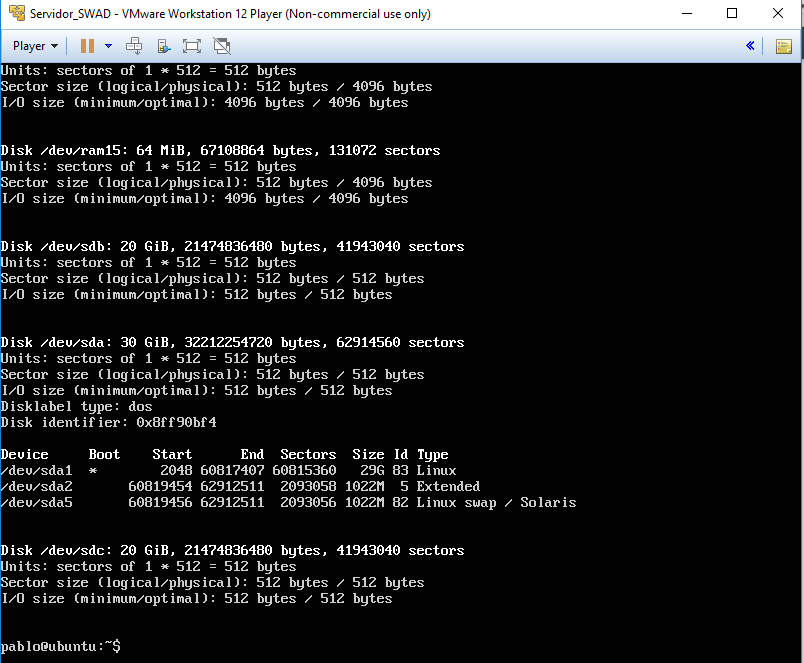 Servidor_SWAD - VMware Workstation 12 Player (Non-commercial use only)
Player
Units: sectors of 1 * 512 = 512 bytes
Sector size (logical/physical): 512 bytes / 4096 bytes
I/O size (minimum/optimal): 4096 bytes / 4096 bytes
Disk /dev/ram15: 64 MiB, 67108864 bytes, 131072 sectors
Units: sectors of 1 * 512 = 512 bytes
Sector size (logical/physical): 512 bytes / 4096 bytes
I/O size (minimum/optimal): 4096 bytes / 4096 bytes
Disk /dev/sdb: 20 GiB, 21474836480 bytes, 41943040 sectors
Units: sectors of 1 * 512 = 512 bytes
Sector size (logical/physical): 512 bytes / 512 bytes
I/O size (minimum/optimal): 512 bytes / 512 bytes
Disk /dev/sda: 30 GiB, 32212254720 bytes, 62914560 sectors
Units: sectors of 1 * 512 = 512 bytes
Sector size (logical/physical): 512 bytes / 512 bytes
I/O size (minimum/optimal): 512 bytes / 512 bytes
Disklabel type: dos
Disk identifier: 0x8ff90bf4
Device     Boot    Start      End  Sectors  Size Id Type
/dev/sda1  *        2048 60817407 60815360   29G 83 Linux
/dev/sda2       60819454 62912511  2093058 1022M  5 Extended
/dev/sda5       60819456 62912511  2093056 1022M 82 Linux swap / Solaris
Disk /dev/sdc: 20 GiB, 21474836480 bytes, 41943040 sectors
Units: sectors of 1 * 512 = 512 bytes
Sector size (logical/physical): 512 bytes / 512 bytes
I/O size (minimum/optimal): 512 bytes / 512 bytes
pablo@ubuntu:~$